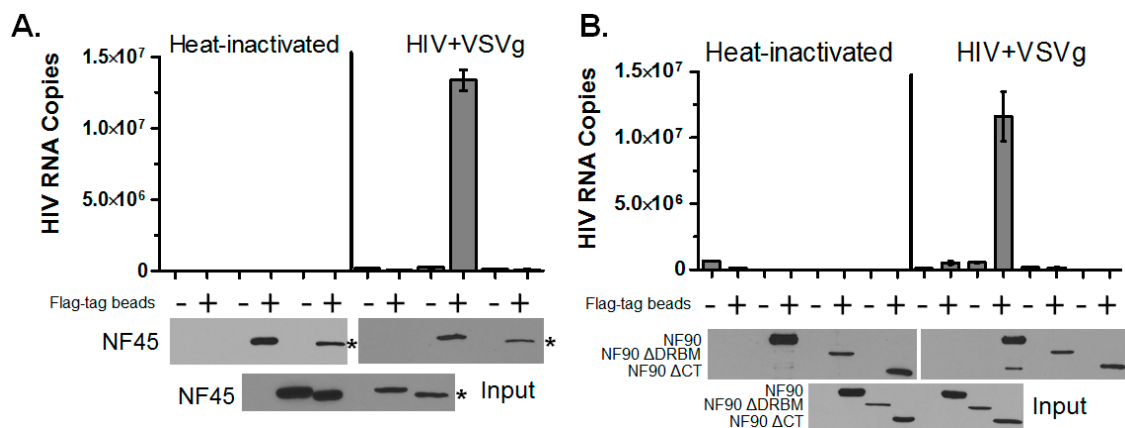 A.
Heat-inactivated
HIV+VSVg
HIV RNA Copies
1.5×10⁷
1.0×10⁷
5.0×10⁶
0
Flag-tag beads - + - + - + - + - + - +
NF45 * *
NF45 * Input
B.
Heat-inactivated
HIV+VSVg
HIV RNA Copies
1.5×10⁷
1.0×10⁷
5.0×10⁶
0
Flag-tag beads - + - + - + - + - + - + - + - +
NF90
NF90 ΔDRBM
NF90 ΔCT
NF90
NF90 ΔDRBM
NF90 ΔCT
Input